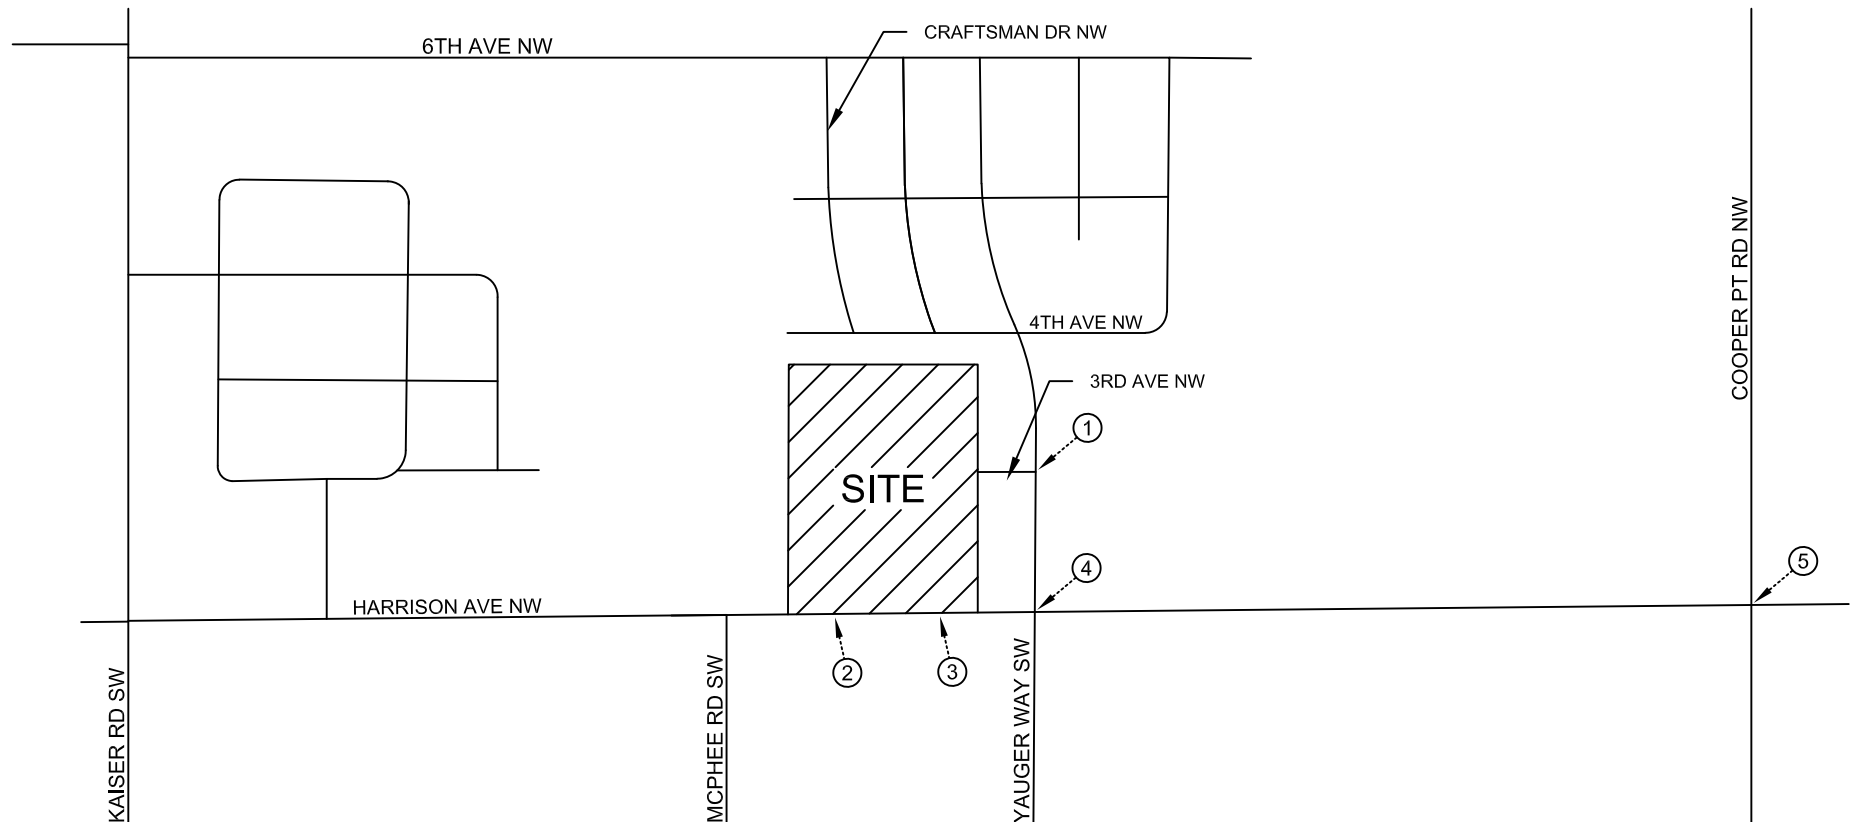 CRAFTSMAN DR NW
6TH AVE NW
COOPER PT RD NW
4TH AVE NW
3RD AVE NW
1
SITE
4
5
HARRISON AVE NW
KAISER RD SW
MCPHEE RD SW
2
3
YAUGER WAY SW